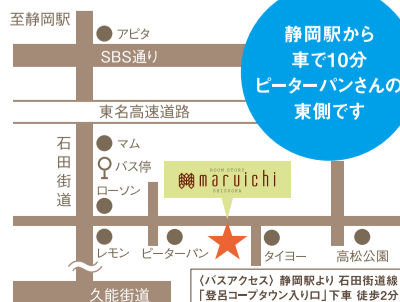 至静岡駅
アピタ
SBS通り
静岡駅から
車で10分
ピーターパンさんの
東側です
東名高速道路
石田街道
マム
バス停
ローソン
ROOM STORE
maruichi
SHIZUOKA
レモン
ピーターパン
タイヨー
高松公園
久能街道
〈バスアクセス〉 静岡駅より 石田街道線
「登呂コープタウン入り口」下車 徒歩2分